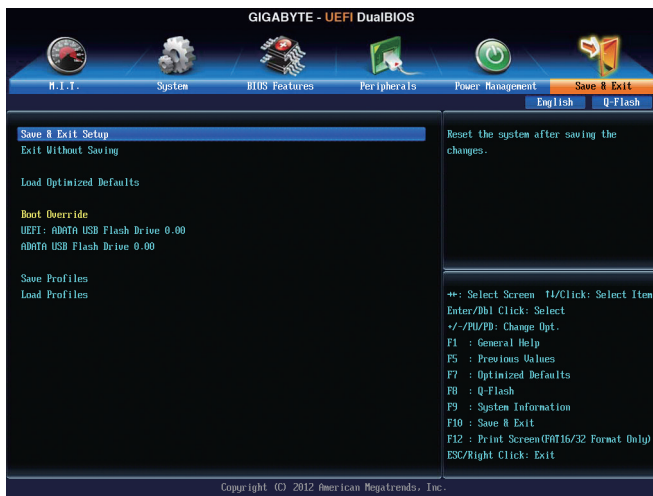 GIGABYTE - UEFI DualBIOS
M.I.T.
System
BIOS Features
Peripherals
Power Management
Save & Exit
English
Q-Flash
Save & Exit Setup
Exit Without Saving
Load Optimized Defaults
Boot Override
UEFI: ADATA USB Flash Drive 0.00
ADATA USB Flash Drive 0.00
Save Profiles
Load Profiles
Reset the system after saving the
changes.
→←: Select Screen ↑↓/Click: Select Item
Enter/Dbl Click: Select
+/-/PU/PD: Change Opt.
F1 : General Help
F5 : Previous Values
F7 : Optimized Defaults
F8 : Q-Flash
F9 : System Information
F10 : Save & Exit
F12 : Print Screen(FAT16/32 Format Only)
ESC/Right Click: Exit
Copyright (C) 2012 American Megatrends, Inc.